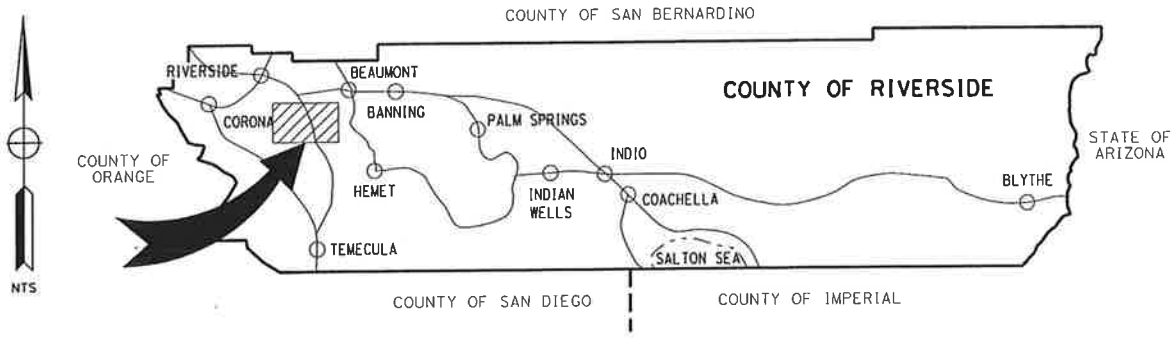 COUNTY OF SAN BERNARDINO
RIVERSIDE
BEAUMONT
COUNTY OF RIVERSIDE
BANNING
CORONA
PALM SPRINGS
STATE OF
ARIZONA
COUNTY OF
ORANGE
INDIO
HEMET
INDIAN
WELLS
COACHELLA
BLYTHE
TEMECULA
SALTON SEA
NTS
COUNTY OF SAN DIEGO
COUNTY OF IMPERIAL